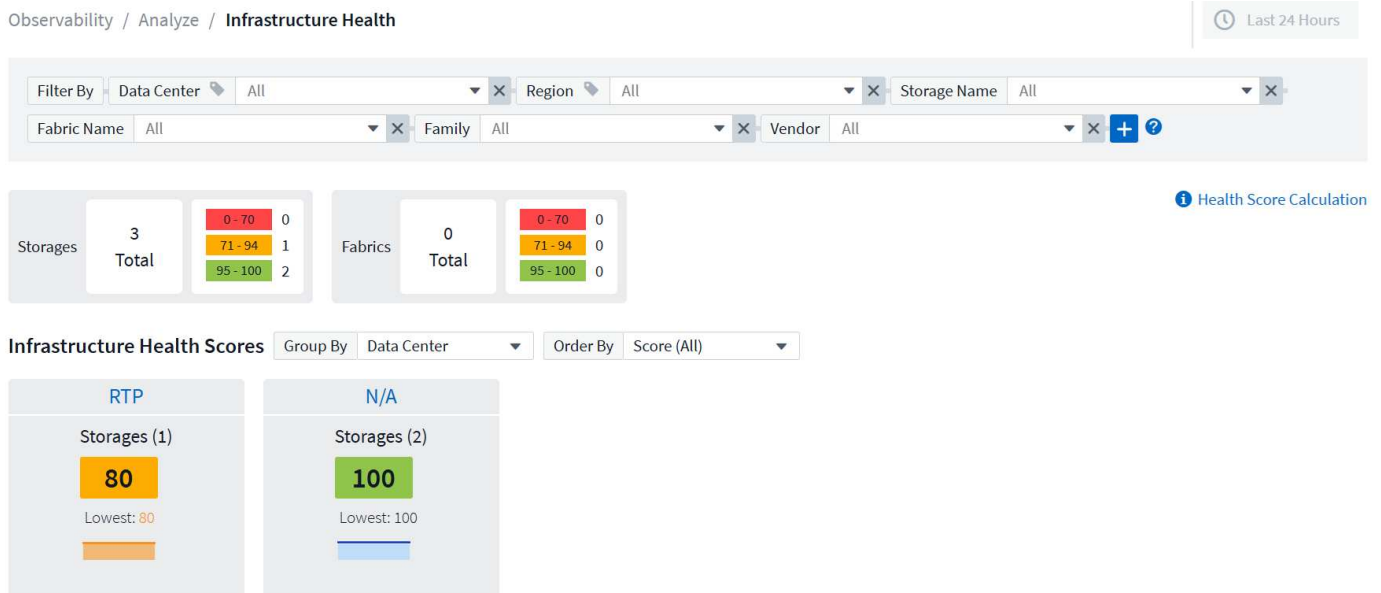 Observability / Analyze / Infrastructure Health
Last 24 Hours
Filter By Data Center All Region All Storage Name All
Fabric Name All Family All Vendor All
Health Score Calculation
Storages
3
Total
0 - 70 0
71 - 94 1
95 - 100 2
Fabrics
0
Total
0 - 70 0
71 - 94 0
95 - 100 0
Infrastructure Health Scores Group By Data Center Order By Score (All)
RTP
Storages (1)
80
Lowest: 80
N/A
Storages (2)
100
Lowest: 100